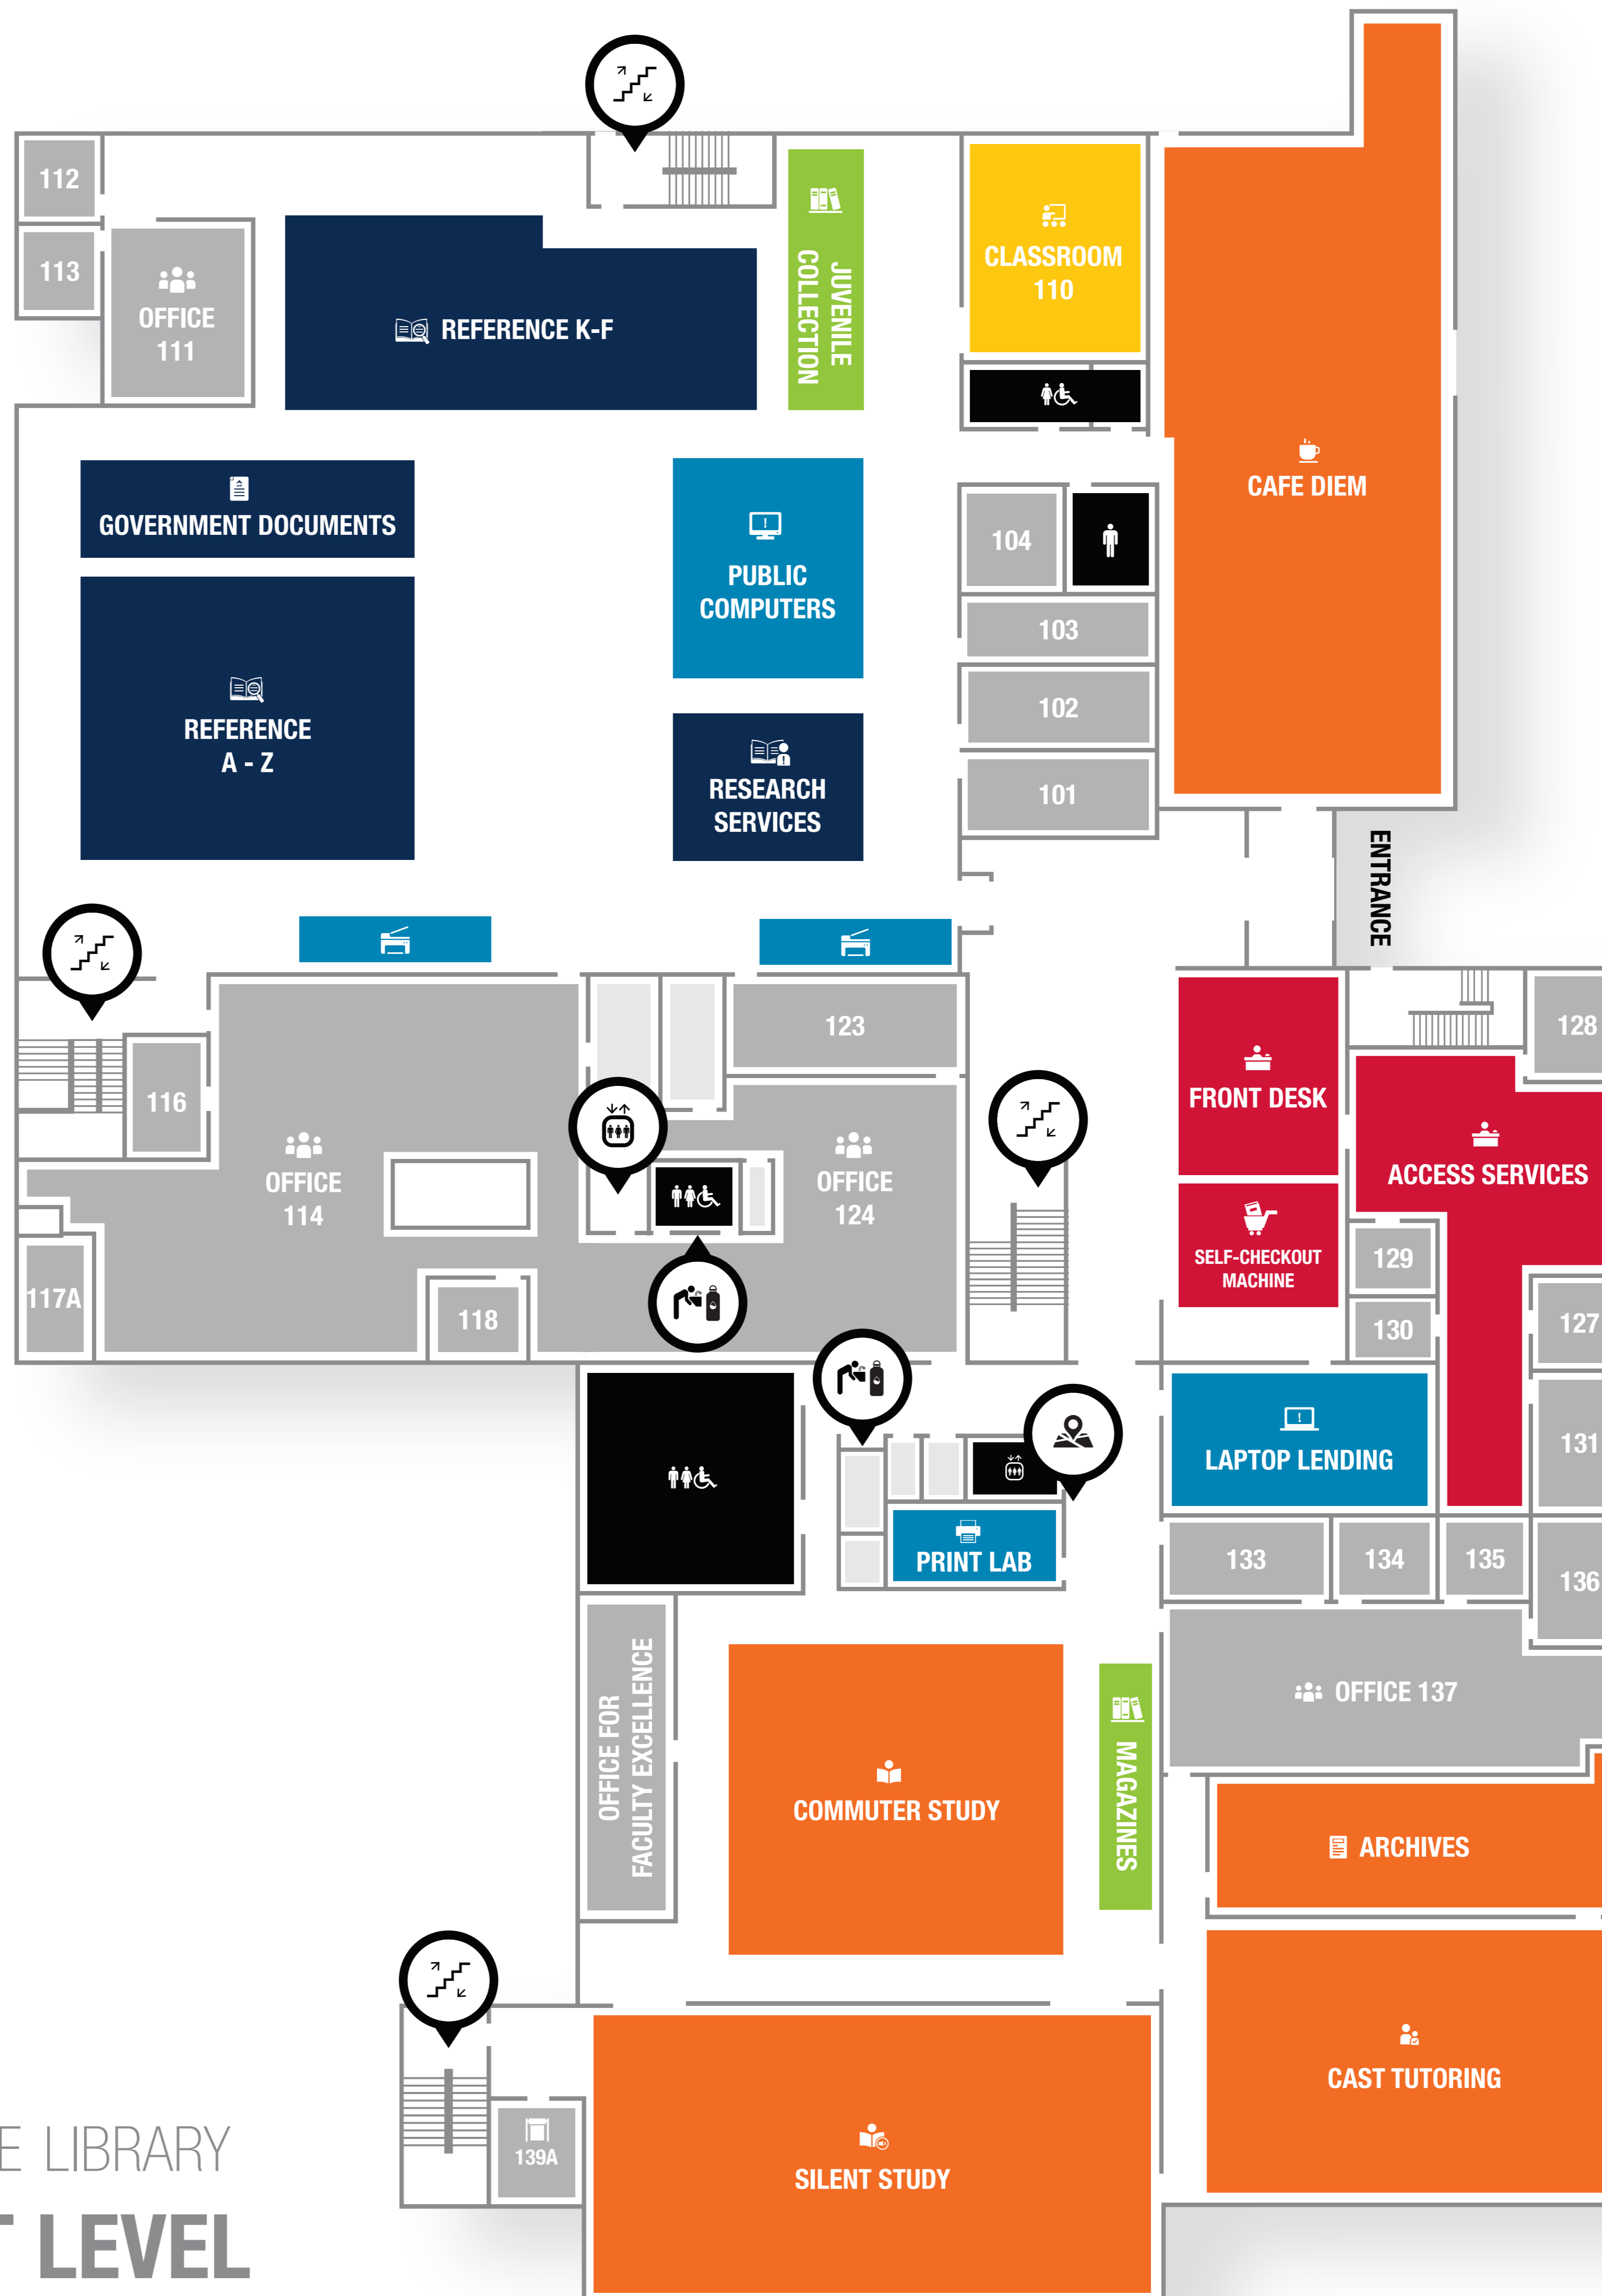 112
113
OFFICE
111
REFERENCE K-F
JUVENILE
COLLECTION
CLASSROOM
110
CAFE DIEM
GOVERNMENT DOCUMENTS
PUBLIC
COMPUTERS
104
103
102
101
REFERENCE
A - Z
RESEARCH
SERVICES
ENTRANCE
123
128
116
FRONT DESK
ACCESS SERVICES
OFFICE
114
OFFICE
124
SELF-CHECKOUT
MACHINE
129
130
127
117A
118
LAPTOP LENDING
131
PRINT LAB
133
134
135
136
OFFICE FOR
FACULTY EXCELLENCE
OFFICE 137
COMMUTER STUDY
MAGAZINES
ARCHIVES
CAST TUTORING
139A
SILENT STUDY
E LIBRARY
T LEVEL